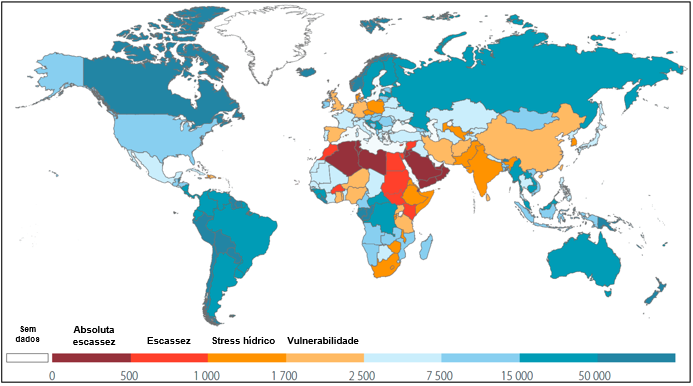 Sem
dados
Absoluta
escassez
Escassez
Stress hídrico
Vulnerabilidade
0
500
1 000
1 700
2 500
7 500
15 000
50 000